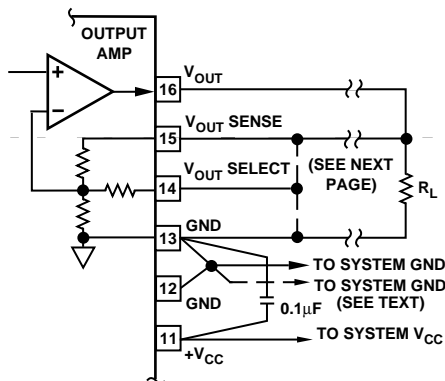 OUTPUT
AMP
VOUT
16
VOUT SENSE
15
(SEE NEXT
PAGE)
RL
VOUT SELECT
14
GND
13
TO SYSTEM GND
TO SYSTEM GND
(SEE TEXT)
12
GND
0.1µF
11
+VCC
TO SYSTEM VCC
+
–